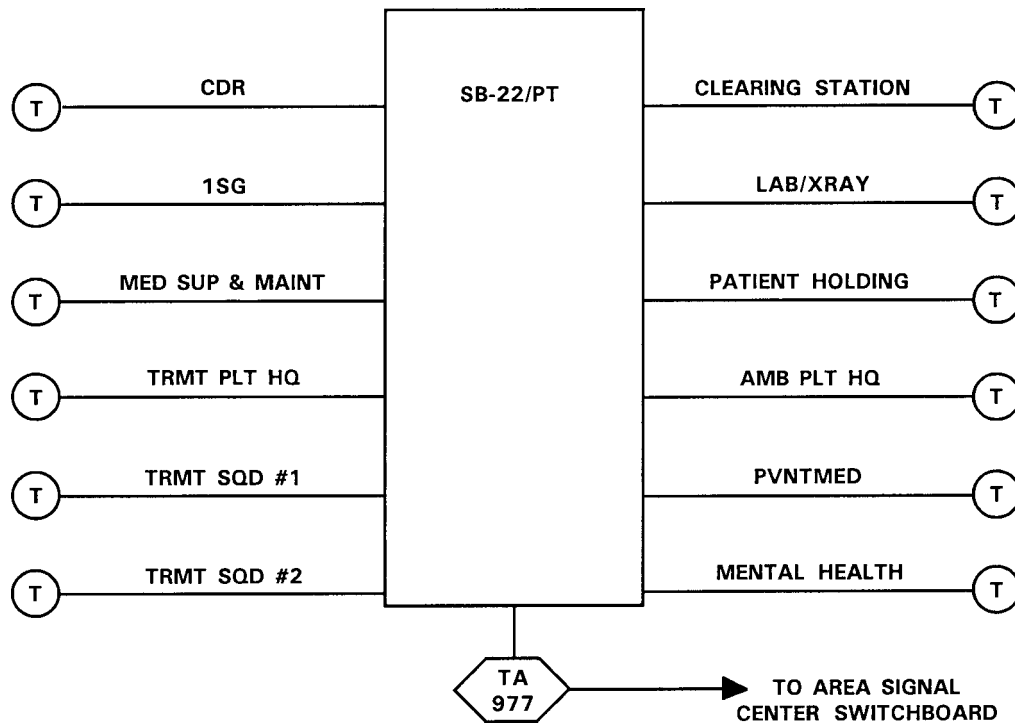 SB-22/PT
T
CDR
T
1SG
T
MED SUP & MAINT
T
TRMT PLT HQ
T
TRMT SQD #1
T
TRMT SQD #2
CLEARING STATION
T
LAB/XRAY
T
PATIENT HOLDING
T
AMB PLT HQ
T
PVNTMED
T
MENTAL HEALTH
T
TA
977
TO AREA SIGNAL
CENTER SWITCHBOARD